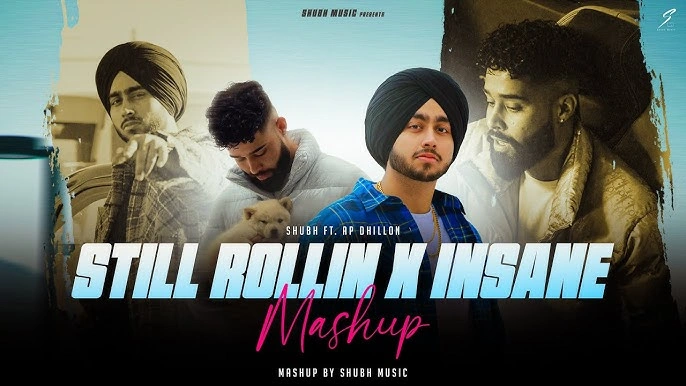 SHUBH MUSIC PRESENTS
SHUBH FT. AP DHILLON
STILL ROLLIN X INSANE
Mashup
MASHUP BY SHUBH MUSIC